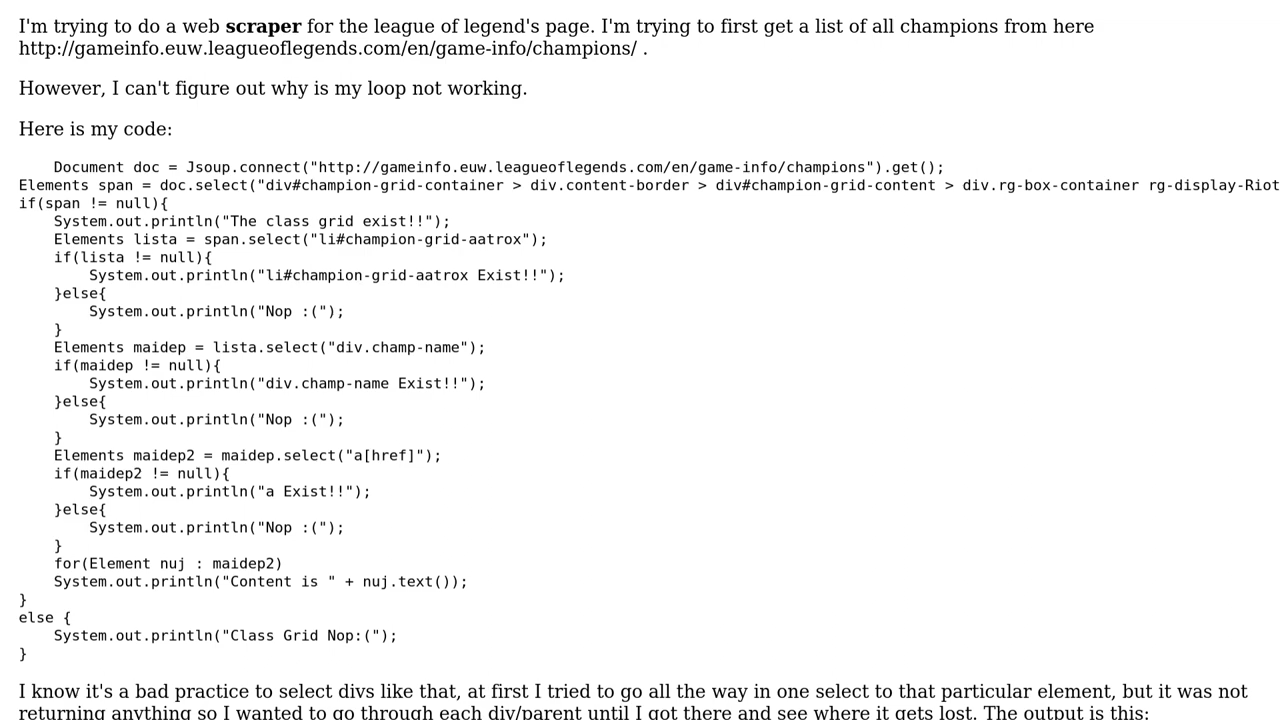 I'm trying to do a web scraper for the league of legend's page. I'm trying to first get a list of all champions from here
http://gameinfo.euw.leagueoflegends.com/en/game-info/champions/ .
However, I can't figure out why is my loop not working.
Here is my code:
    Document doc = Jsoup.connect("http://gameinfo.euw.leagueoflegends.com/en/game-info/champions").get();
Elements span = doc.select("div#champion-grid-container > div.content-border > div#champion-grid-content > div.rg-box-container rg-display-Riot
if(span != null){
    System.out.println("The class grid exist!!");
    Elements lista = span.select("li#champion-grid-aatrox");
    if(lista != null){
        System.out.println("li#champion-grid-aatrox Exist!!");
    }else{
        System.out.println("Nop :(");
    }
    Elements maidep = lista.select("div.champ-name");
    if(maidep != null){
        System.out.println("div.champ-name Exist!!");
    }else{
        System.out.println("Nop :(");
    }
    Elements maidep2 = maidep.select("a[href]");
    if(maidep2 != null){
        System.out.println("a Exist!!");
    }else{
        System.out.println("Nop :(");
    }
    for(Element nuj : maidep2)
    System.out.println("Content is " + nuj.text());
}
else {
    System.out.println("Class Grid Nop:(");
}
I know it's a bad practice to select divs like that, at first I tried to go all the way in one select to that particular element, but it was not
returning anything so I wanted to go through each div/parent until I got there and see where it gets lost. The output is this: